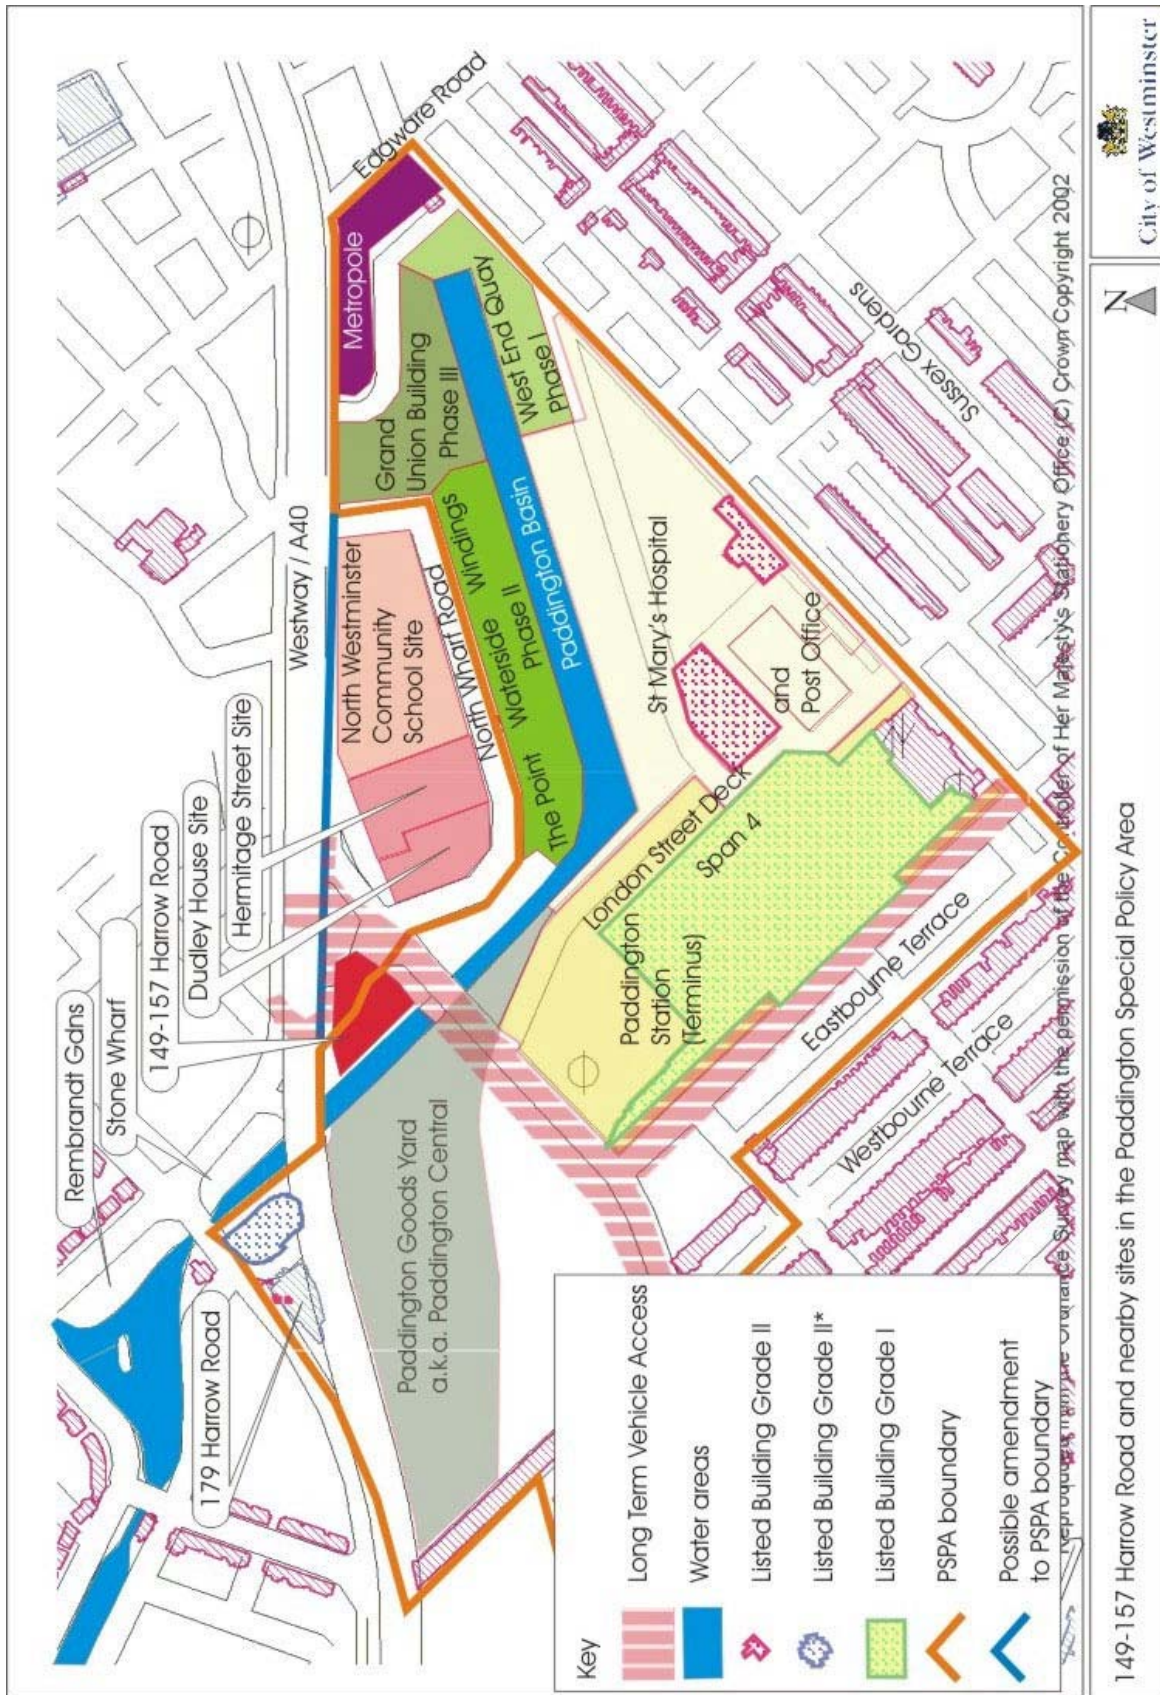 Rembrandt Gdns
Stone Wharf
149-157 Harrow Road
Dudley House Site
Hermitage Street Site
179 Harrow Road
Westway / A40
Edgware Road
Metropole
Grand
Union Building
Phase III
North Westminster
Community
School Site
North Wharf Road
West End Quay
Phase I
Waterside Windings
Phase II
The Point
Paddington Basin
Paddington Goods Yard
a.k.a. Paddington Central
St Mary's Hospital
and
Post Office
London Street Deck
Span 4
Paddington
Station
(Terminus)
Eastbourne Terrace
Westbourne Terrace
Sussex Gardens
Key
Long Term Vehicle Access
Water areas
Listed Building Grade II
Listed Building Grade II*
Listed Building Grade I
PSPA boundary
Possible amendment
to PSPA boundary
Reproduced from the Ordnance Survey map with the permission of the Controller of Her Majesty's Stationery Office (C) Crown Copyright 2002
149-157 Harrow Road and nearby sites in the Paddington Special Policy Area
N
City of Westminster